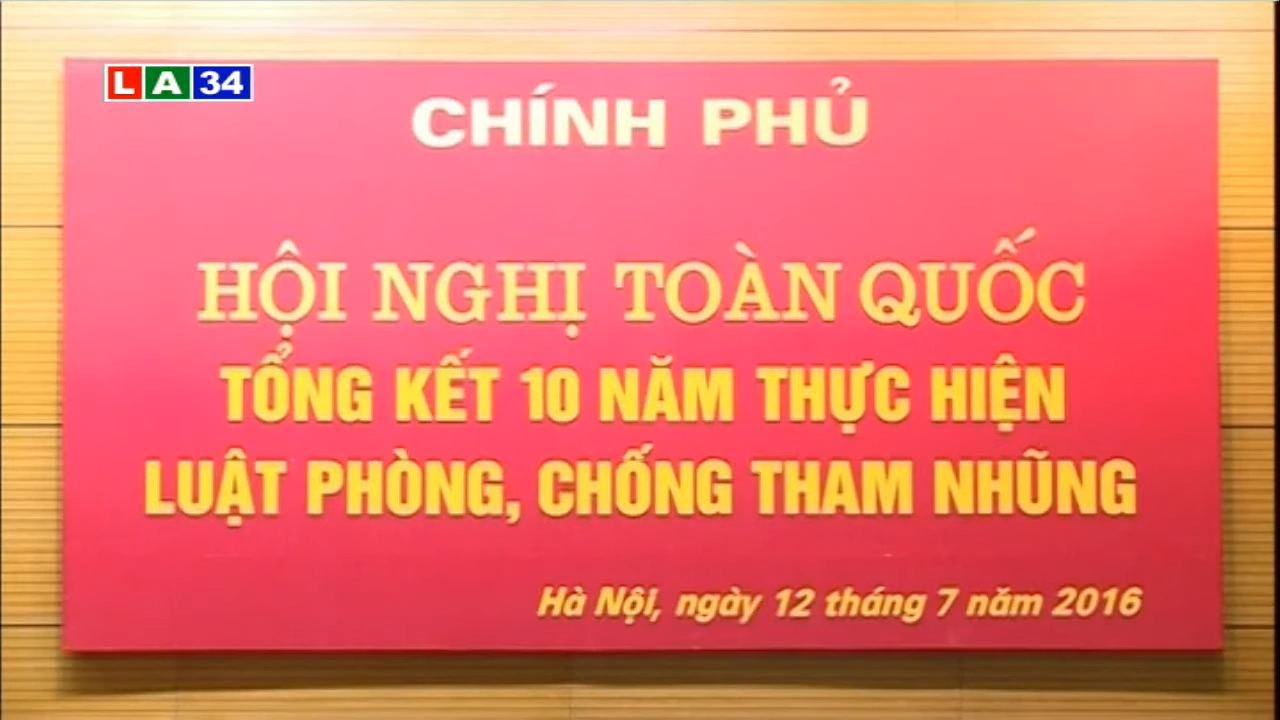 LA34
CHÍNH PHỦ
HỘI NGHỊ TOÀN QUỐC
TỔNG KẾT 10 NĂM THỰC HIỆN
LUẬT PHÒNG, CHỐNG THAM NHŨNG
Hà Nội, ngày 12 tháng 7 năm 2016